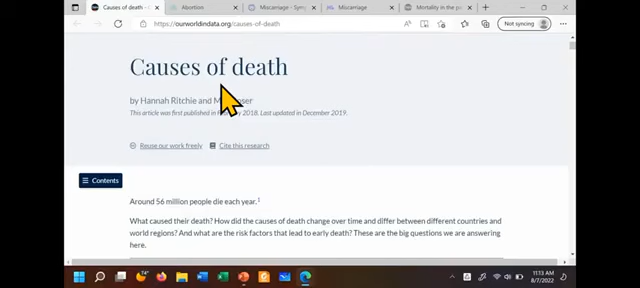 Causes of death -
Abortion
Miscarriage - Sym
Miscarriage
Mortality in the pa
https://ourworldindata.org/causes-of-death
Not syncing
Causes of death
by Hannah Ritchie and
This article was first published in 2018. Last updated in December 2019.
Reuse our work freely
Cite this research
Contents
Around 56 million people die each year.1
What caused their death? How did the causes of death change over time and differ between different countries and
world regions? And what are the risk factors that lead to early death? These are the big questions we are answering
here.
74°
11:13 AM
8/7/2022